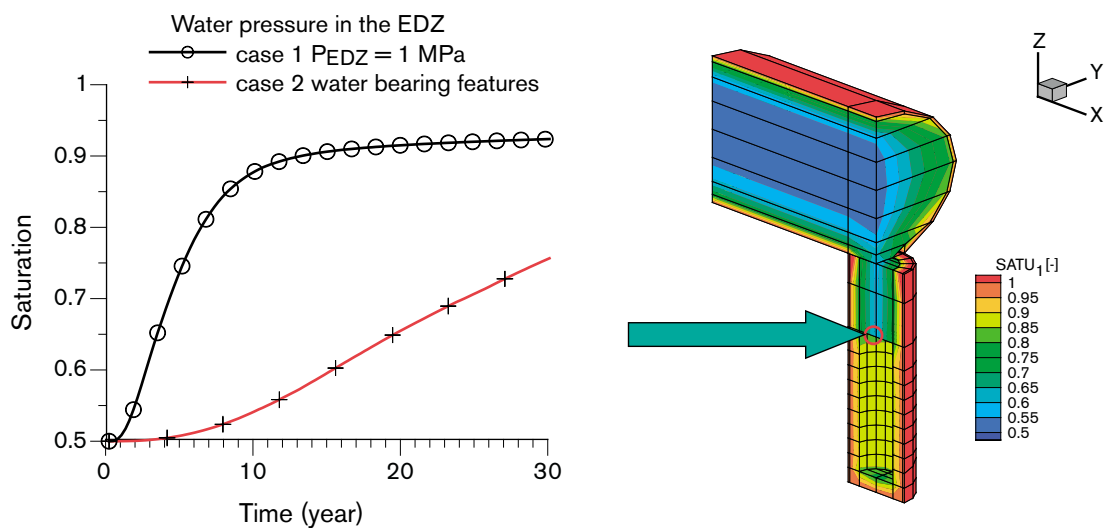 Water pressure in the EDZ
case 1 PEDZ = 1 MPa
case 2 water bearing features
1
0.9
0.8
0.7
0.6
0.5
Saturation
0
10
20
30
Time (year)
Z
Y
X
SATU1[-]
1
0.95
0.9
0.85
0.8
0.75
0.7
0.65
0.6
0.55
0.5